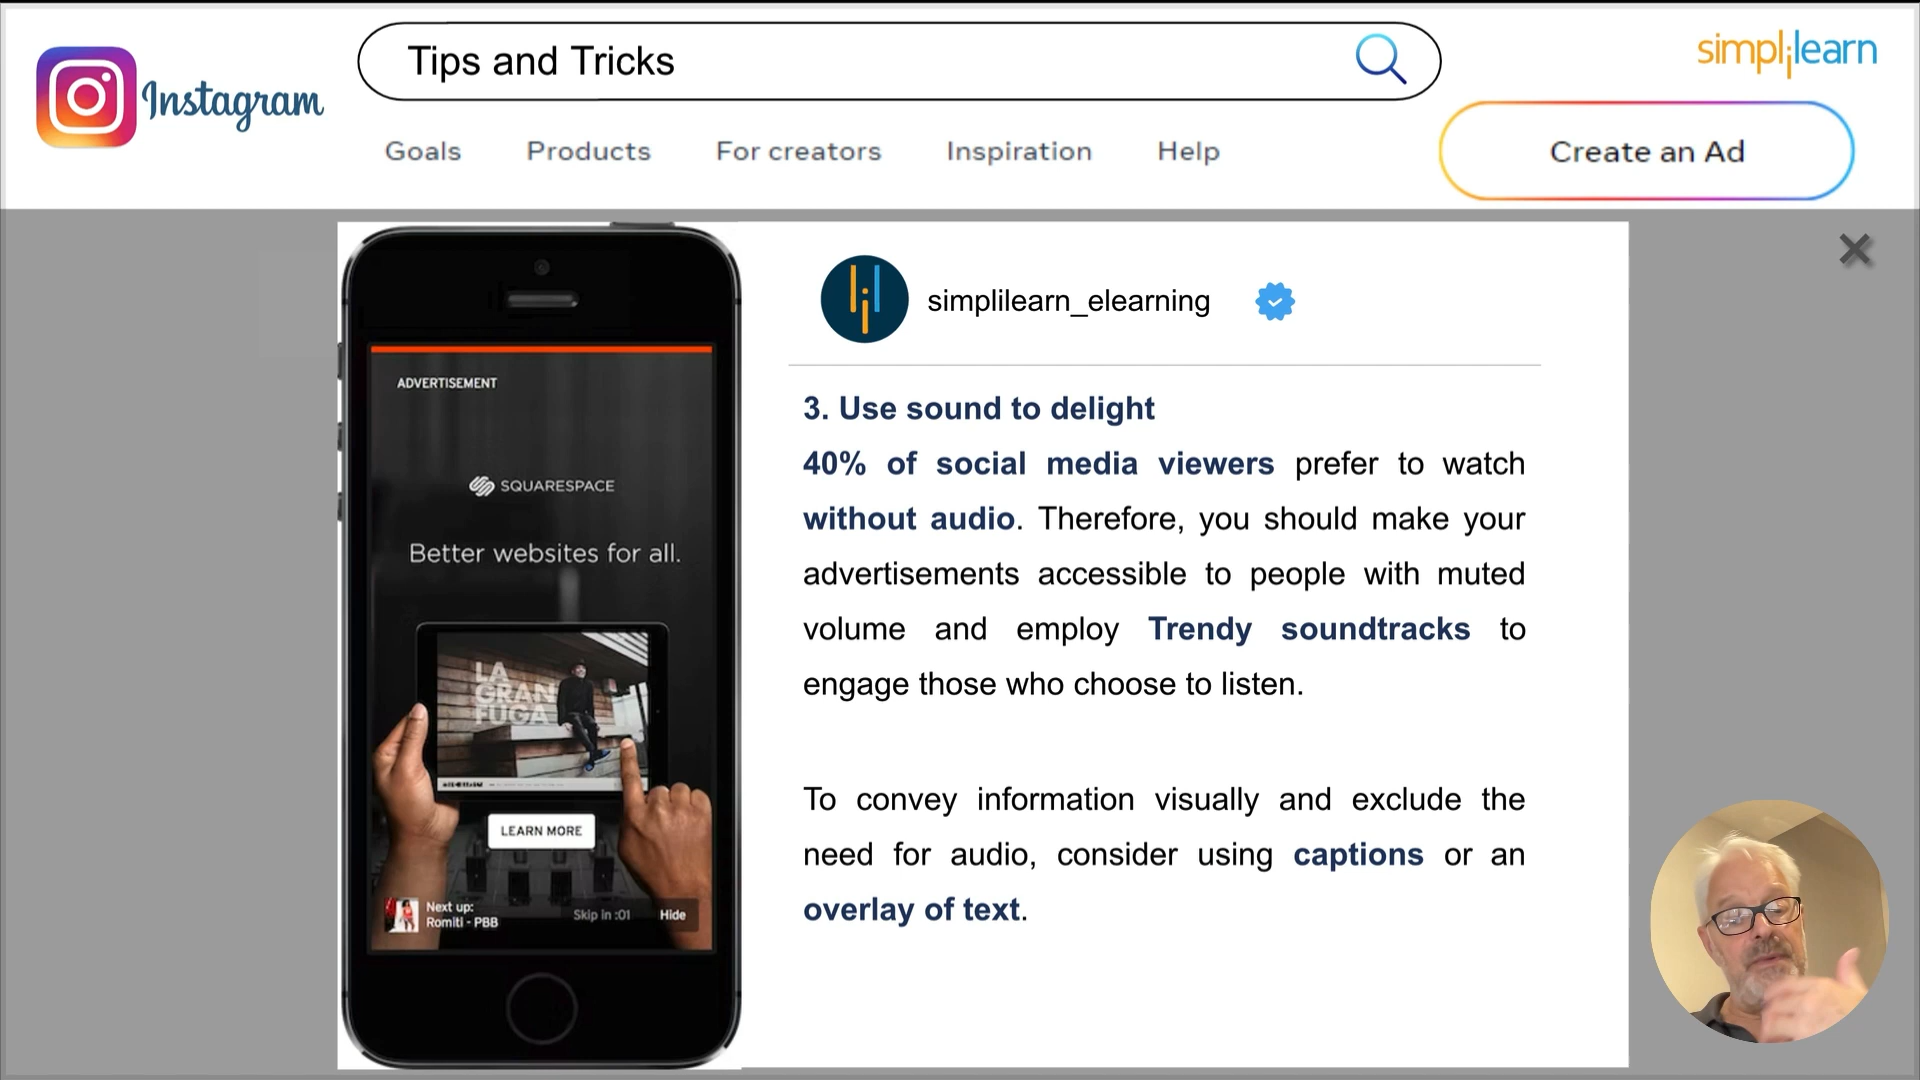 Instagram
Tips and Tricks
simplilearn
Goals Products For creators Inspiration Help
Create an Ad
ADVERTISEMENT
SQUARESPACE
Better websites for all.
LA
GRAN
FUGA
LEARN MORE
Next up:
Romiti - PBB
Skip in :01
Hide
simplilearn_elearning
3. Use sound to delight
40% of social media viewers prefer to watch
without audio. Therefore, you should make your
advertisements accessible to people with muted
volume and employ Trendy soundtracks to
engage those who choose to listen.
To convey information visually and exclude the
need for audio, consider using captions or an
overlay of text.